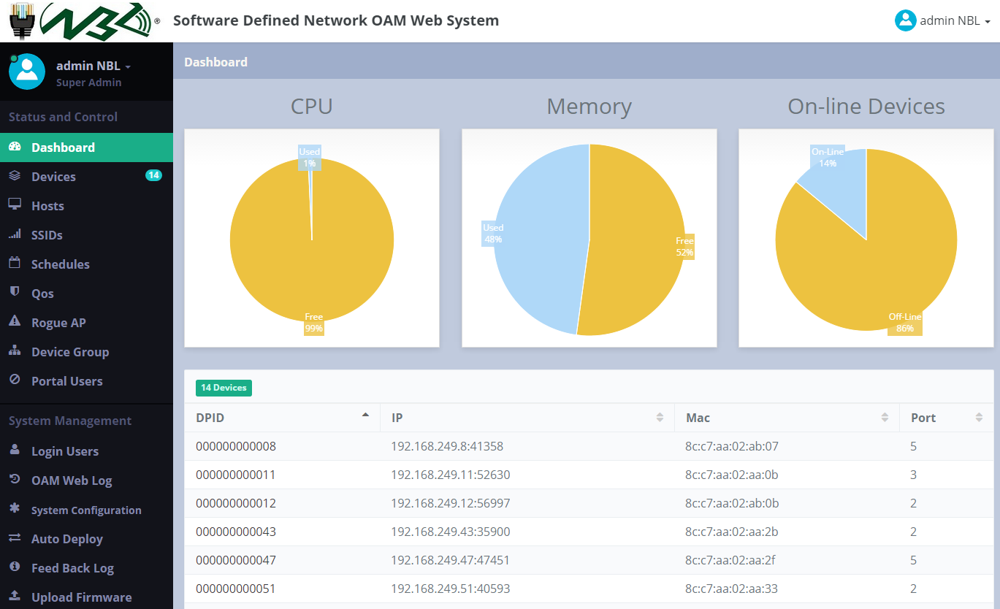 NBL ®
Software Defined Network OAM Web System
admin NBL
admin NBL
Super Admin
Status and Control
Dashboard
Devices 14
Hosts
SSIDs
Schedules
Qos
Rogue AP
Device Group
Portal Users
System Management
Login Users
OAM Web Log
System Configuration
Auto Deploy
Feed Back Log
Upload Firmware
Dashboard
CPU
Used
1%
Free
99%
Memory
Used
48%
Free
52%
On-line Devices
On-Line
14%
Off-Line
86%
14 Devices
DPID IP Mac Port
000000000008 192.168.249.8:41358 8c:c7:aa:02:ab:07 5
000000000011 192.168.249.11:52630 8c:c7:aa:02:aa:0b 3
000000000012 192.168.249.12:56997 8c:c7:aa:02:ab:0b 2
000000000043 192.168.249.43:35900 8c:c7:aa:02:aa:2b 2
000000000047 192.168.249.47:47451 8c:c7:aa:02:aa:2f 5
000000000051 192.168.249.51:40593 8c:c7:aa:02:aa:33 2